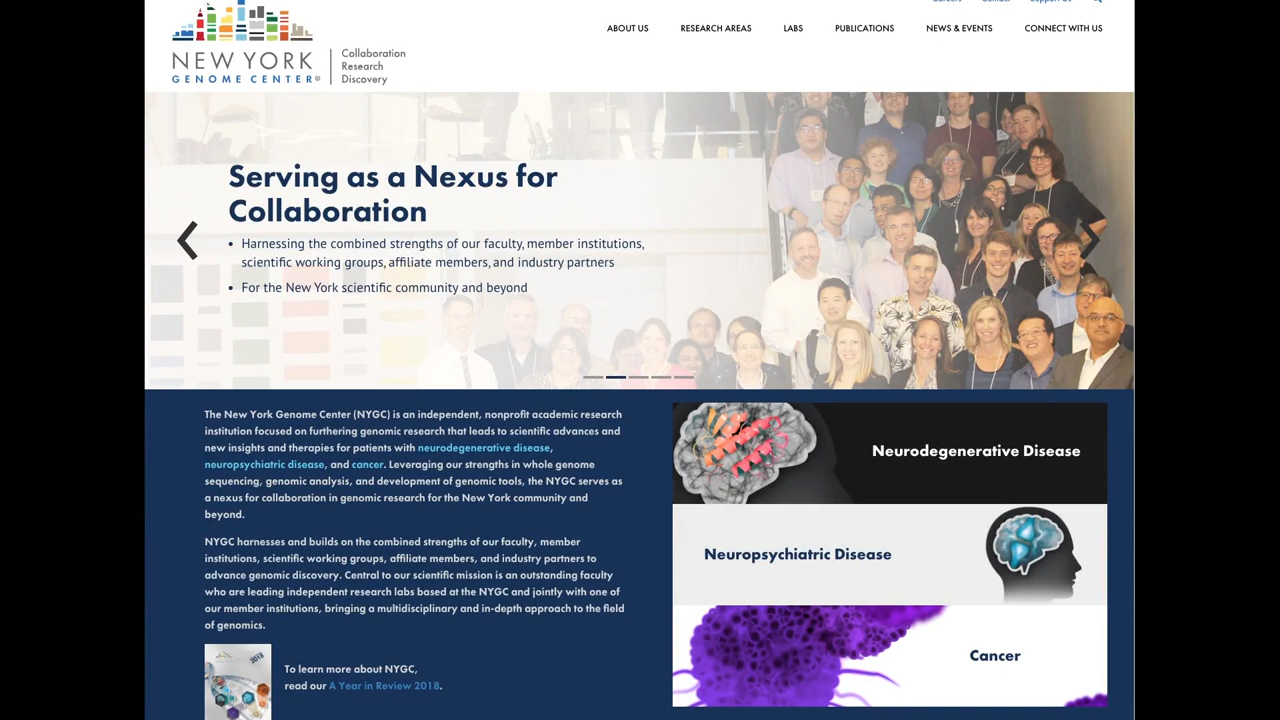 Careers Contact Support Us
ABOUT US RESEARCH AREAS LABS PUBLICATIONS NEWS & EVENTS CONNECT WITH US
NEW YORK
GENOME CENTER®
Collaboration
Research
Discovery
Serving as a Nexus for
Collaboration
• Harnessing the combined strengths of our faculty, member institutions,
scientific working groups, affiliate members, and industry partners
• For the New York scientific community and beyond
The New York Genome Center (NYGC) is an independent, nonprofit academic research
institution focused on furthering genomic research that leads to scientific advances and
new insights and therapies for patients with neurodegenerative disease,
neuropsychiatric disease, and cancer. Leveraging our strengths in whole genome
sequencing, genomic analysis, and development of genomic tools, the NYGC serves as
a nexus for collaboration in genomic research for the New York community and
beyond.
NYGC harnesses and builds on the combined strengths of our faculty, member
institutions, scientific working groups, affiliate members, and industry partners to
advance genomic discovery. Central to our scientific mission is an outstanding faculty
who are leading independent research labs based at the NYGC and jointly with one of
our member institutions, bringing a multidisciplinary and in-depth approach to the field
of genomics.
2018
To learn more about NYGC,
read our A Year in Review 2018.
Neurodegenerative Disease
Neuropsychiatric Disease
Cancer